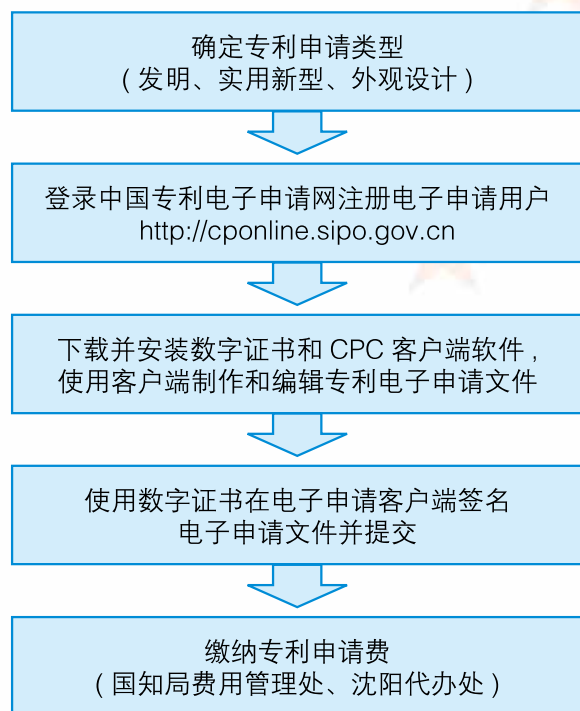 确定专利申请类型
（发明、实用新型、外观设计）
登录中国专利电子申请网注册电子申请用户
http://cponline.sipo.gov.cn
下载并安装数字证书和 CPC 客户端软件，
使用客户端制作和编辑专利电子申请文件
使用数字证书在电子申请客户端签名
电子申请文件并提交
缴纳专利申请费
（国知局费用管理处、沈阳代办处）